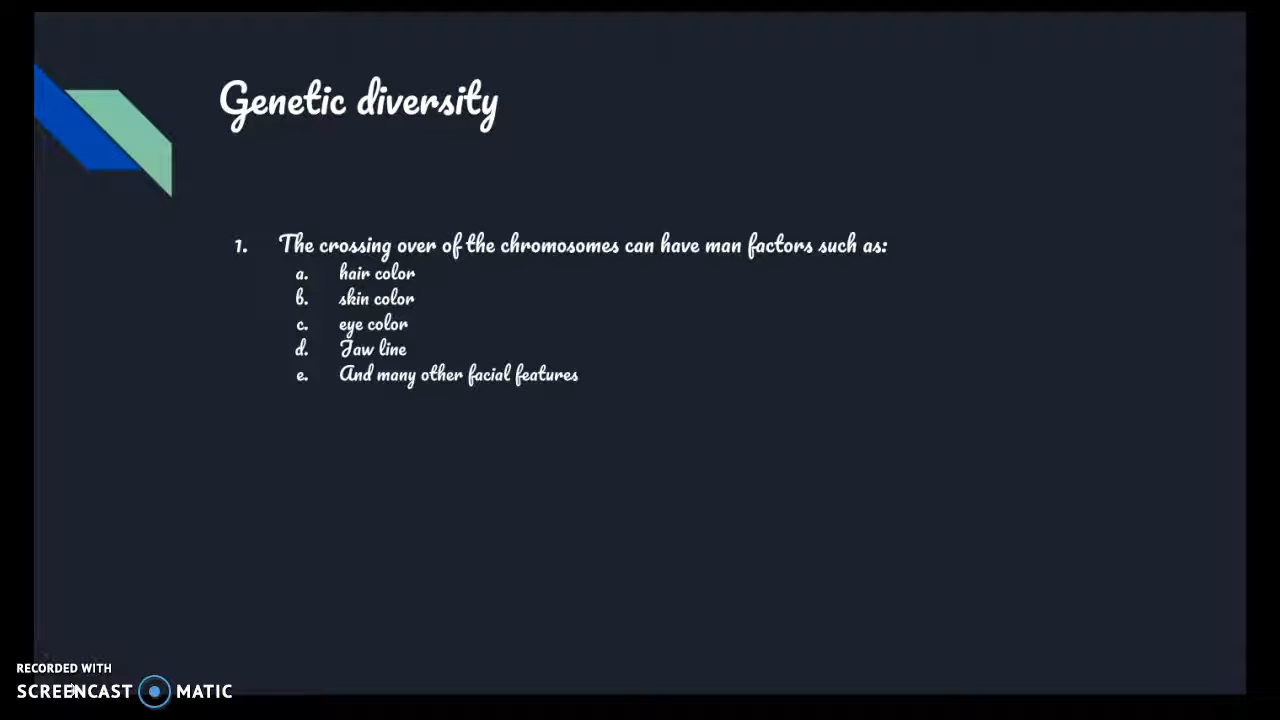 Genetic diversity
1. The crossing over of the chromosomes can have man factors such as:
a. hair color
b. skin color
c. eye color
d. Jaw line
e. And many other facial features
RECORDED WITH
SCREENCAST MATIC